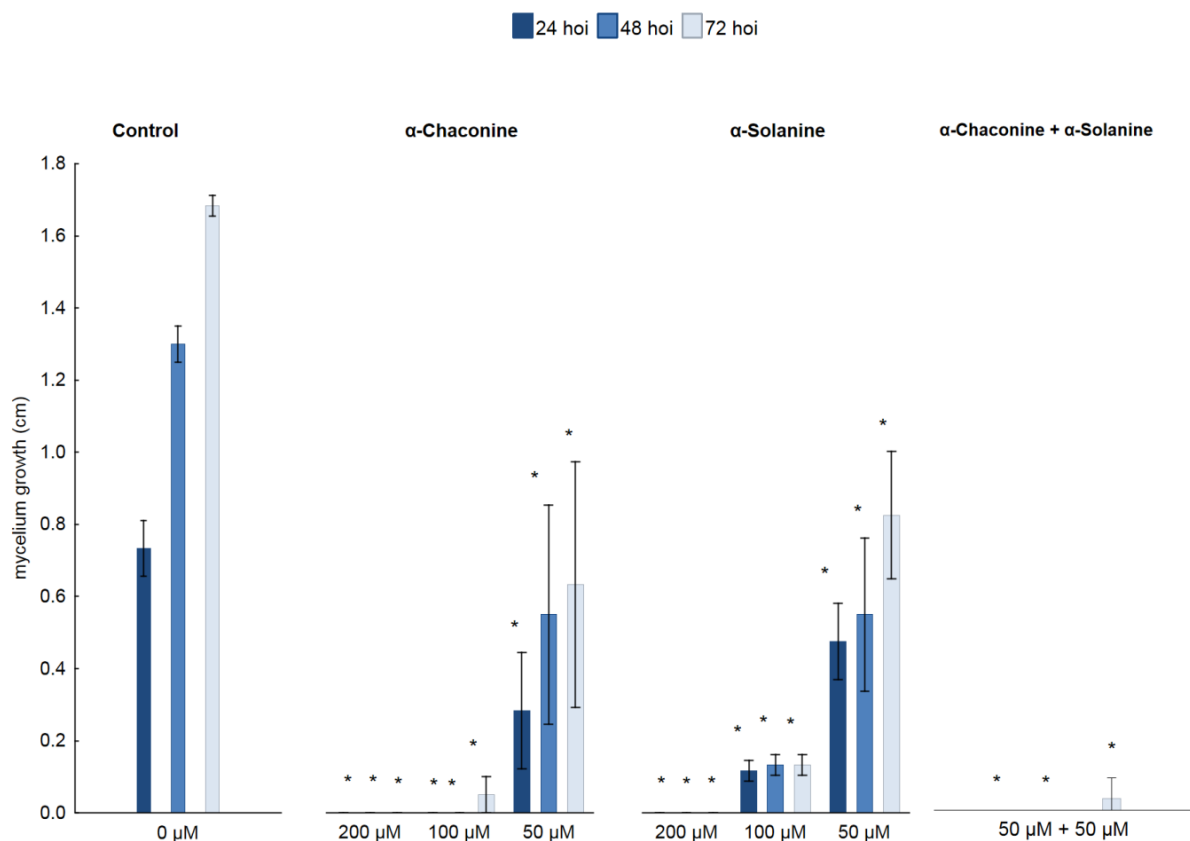 24 hoi 48 hoi 72 hoi
Control α-Chaconine α-Solanine α-Chaconine + α-Solanine
mycelium growth (cm)
1.8
1.6
1.4
1.2
1.0
0.8
0.6
0.4
0.2
0.0
* * * * * * * * * * * * * * * * * * * * *
0 µM 200 µM 100 µM 50 µM 200 µM 100 µM 50 µM 50 µM + 50 µM